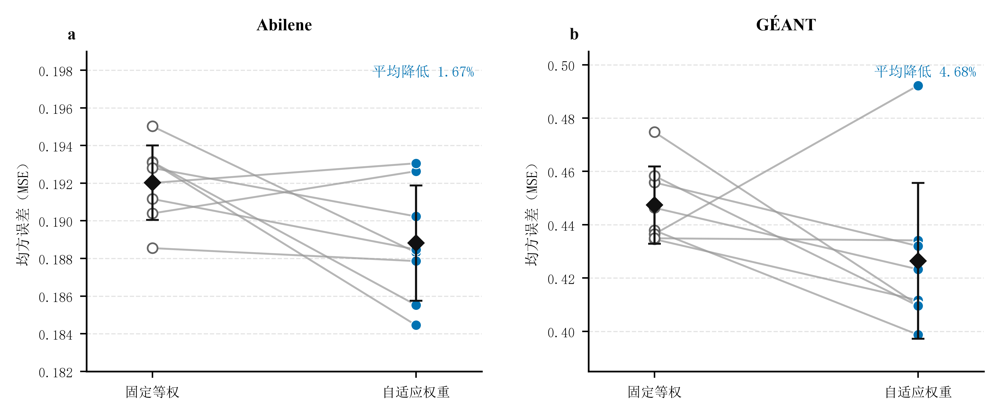 a
Abilene
平均降低 1.67%
0.198
0.196
0.194
0.192
0.190
0.188
0.186
0.184
0.182
均方误差（MSE）
固定等权
自适应权重
b
GÉANT
平均降低 4.68%
0.50
0.48
0.46
0.44
0.42
0.40
均方误差（MSE）
固定等权
自适应权重